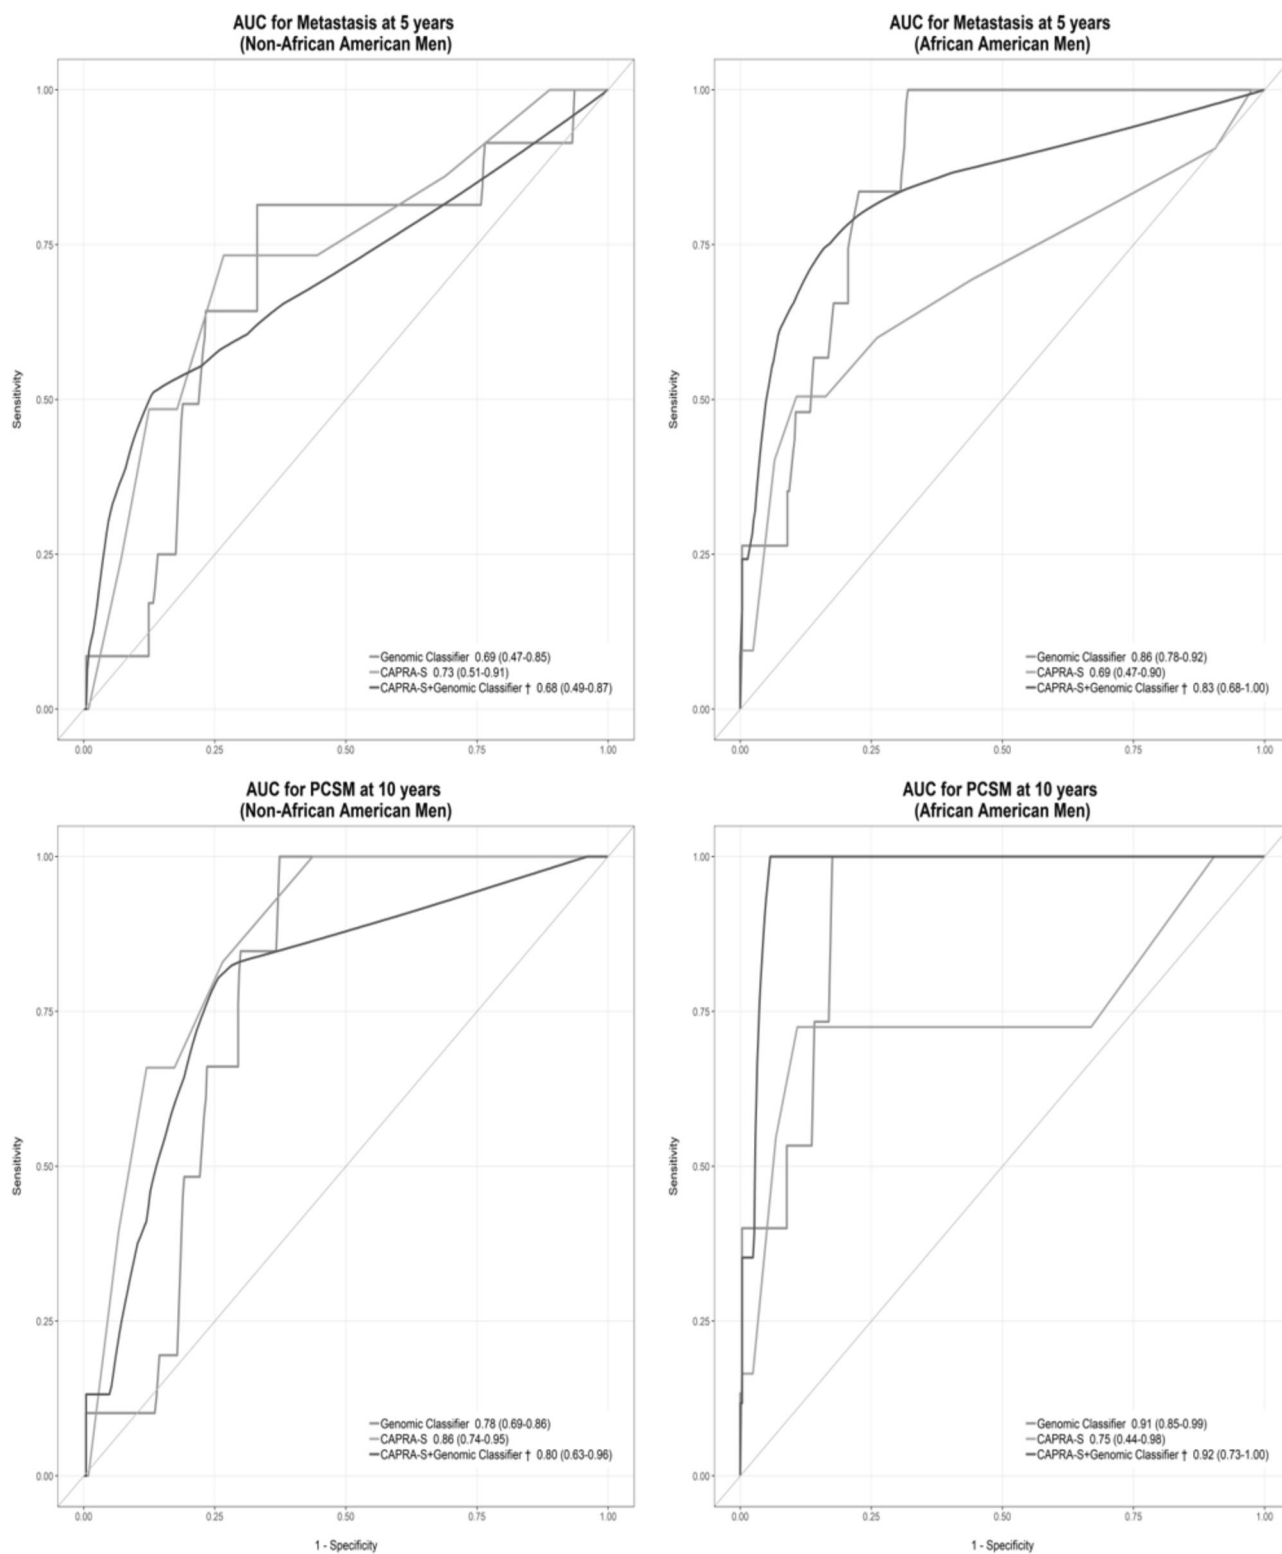 AUC for Metastasis at 5 years
(Non-African American Men)
1.00
0.75
0.50
0.25
0.00
Sensitivity
Genomic Classifier 0.69 (0.47-0.85)
CAPRA-S 0.73 (0.51-0.91)
CAPRA-S+Genomic Classifier † 0.68 (0.49-0.87)
0.00 0.25 0.50 0.75 1.00
AUC for Metastasis at 5 years
(African American Men)
1.00
0.75
0.50
0.25
0.00
Sensitivity
Genomic Classifier 0.86 (0.78-0.92)
CAPRA-S 0.69 (0.47-0.90)
CAPRA-S+Genomic Classifier † 0.83 (0.68-1.00)
0.00 0.25 0.50 0.75 1.00
AUC for PCSM at 10 years
(Non-African American Men)
1.00
0.75
0.50
0.25
0.00
Sensitivity
Genomic Classifier 0.78 (0.69-0.86)
CAPRA-S 0.86 (0.74-0.95)
CAPRA-S+Genomic Classifier † 0.80 (0.63-0.96)
0.00 0.25 0.50 0.75 1.00
1 - Specificity
AUC for PCSM at 10 years
(African American Men)
1.00
0.75
0.50
0.25
0.00
Sensitivity
Genomic Classifier 0.91 (0.85-0.99)
CAPRA-S 0.75 (0.44-0.98)
CAPRA-S+Genomic Classifier † 0.92 (0.73-1.00)
0.00 0.25 0.50 0.75 1.00
1 - Specificity